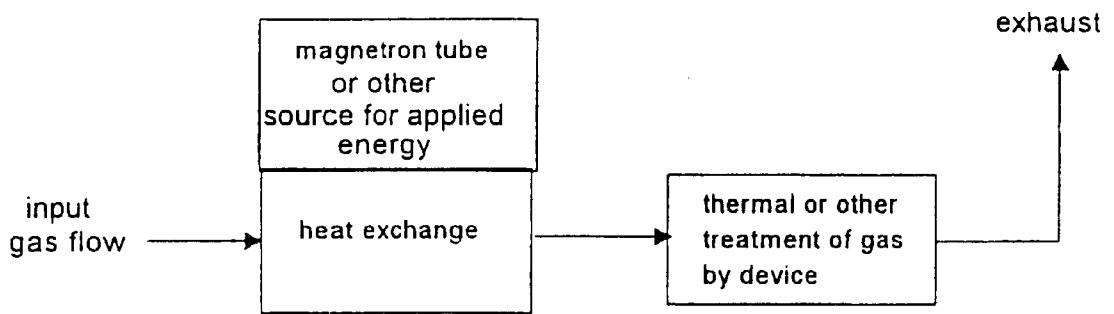 exhaust
magnetron tube
or other
source for applied
energy
input
gas flow
heat exchange
thermal or other
treatment of gas
by device